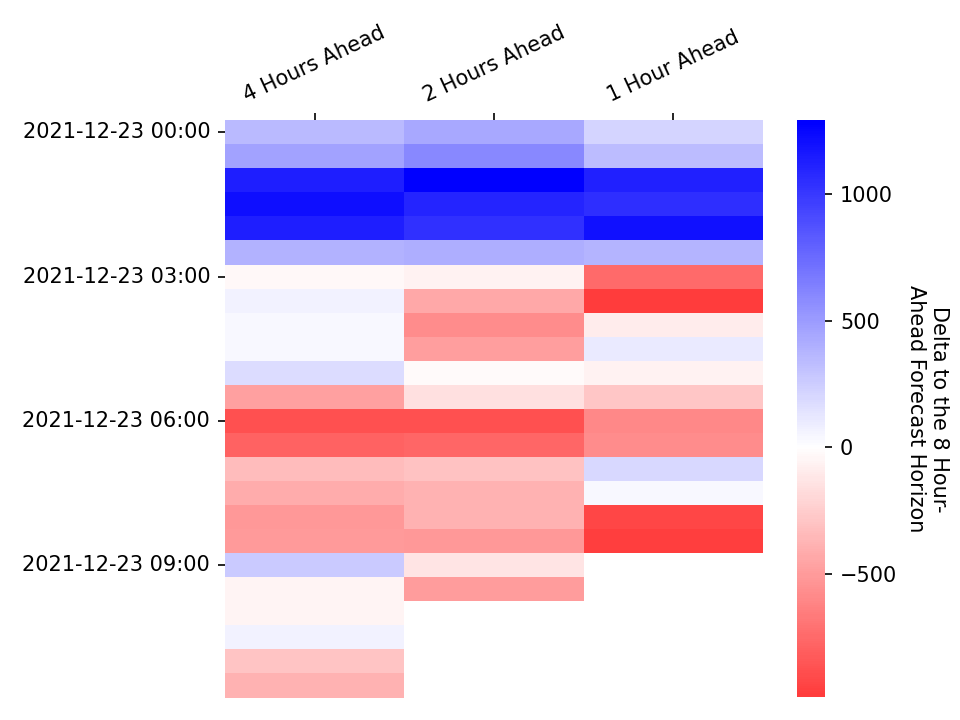 4 Hours Ahead
2 Hours Ahead
1 Hour Ahead
2021-12-23 00:00
2021-12-23 03:00
2021-12-23 06:00
2021-12-23 09:00
1000
500
0
−500
Delta to the 8 Hour-
Ahead Forecast Horizon